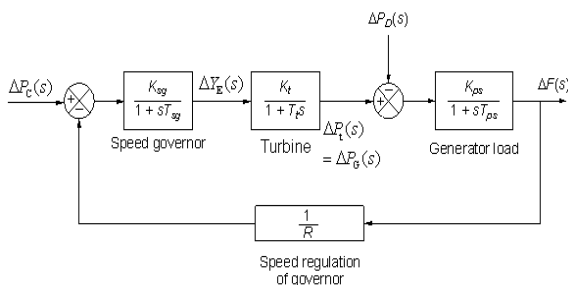 ΔP_D(s)
ΔP_C(s)
+
−
K_sg
1 + sT_sg
Speed governor
ΔY_E(s)
K_t
1 + T_t s
Turbine
ΔP_t(s)
= ΔP_G(s)
−
+
K_ps
1 + sT_ps
Generator load
ΔF(s)
1
R
Speed regulation
of governor